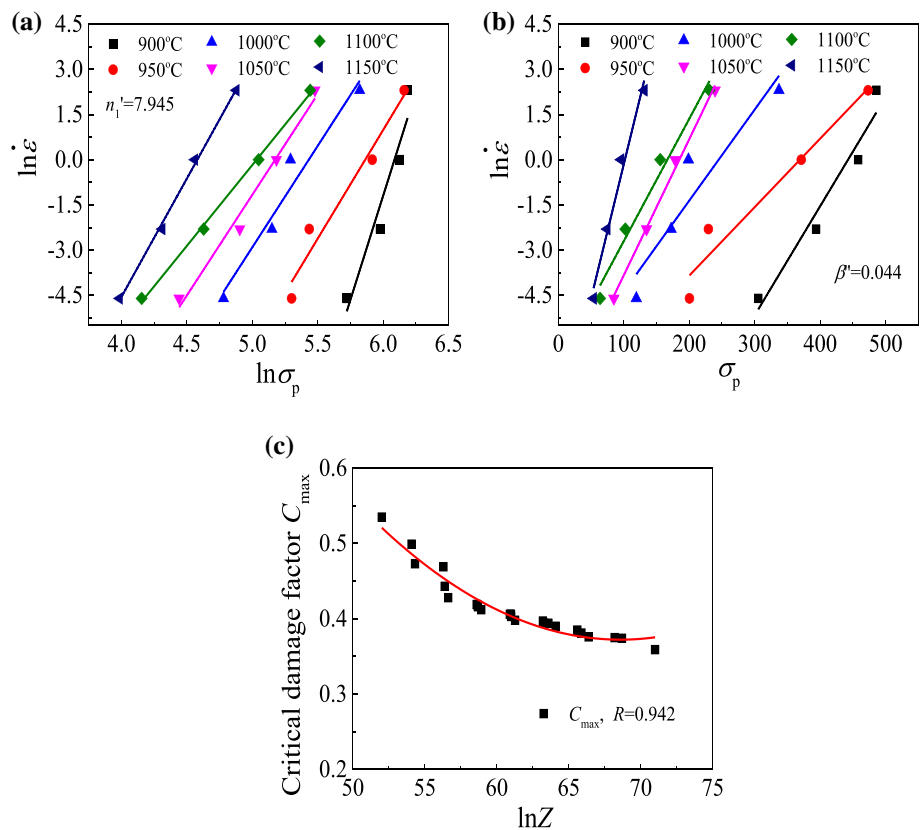 (a)
4.5
3.0
1.5
0.0
-1.5
-3.0
-4.5
lnε̇
900°C 1000°C 1100°C
950°C 1050°C 1150°C
n₁'=7.945
4.0 4.5 5.0 5.5 6.0 6.5
lnσₚ
(b)
4.5
3.0
1.5
0.0
-1.5
-3.0
-4.5
lnε̇
900°C 1000°C 1100°C
950°C 1050°C 1150°C
β''=0.044
0 100 200 300 400 500
σₚ
(c)
0.6
0.5
0.4
0.3
0.2
Critical damage factor C_max
C_max, R=0.942
50 55 60 65 70 75
lnZ